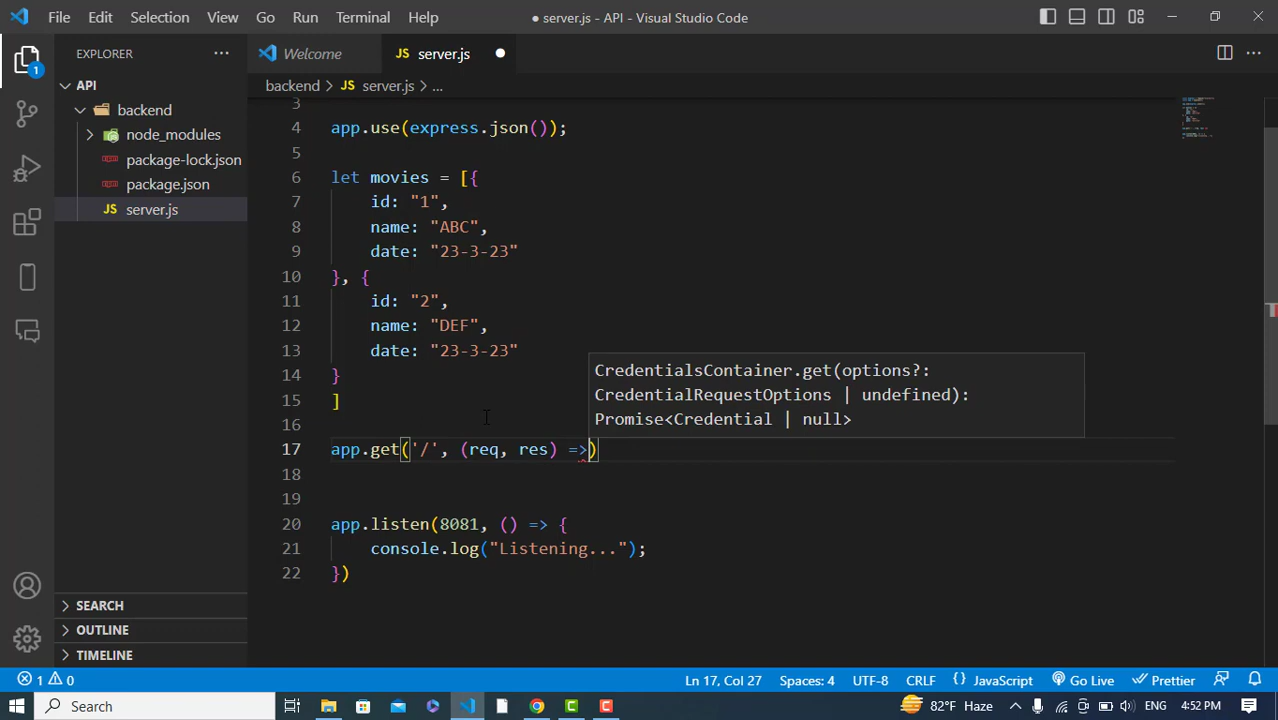 File Edit Selection View Go Run Terminal Help
● server.js - API - Visual Studio Code
EXPLORER
Welcome
JS server.js
API
backend > JS server.js > ...
backend
node_modules
package-lock.json
package.json
JS server.js
1
3
4 app.use(express.json());
5
6 let movies = [{
7 id: "1",
8 name: "ABC",
9 date: "23-3-23"
10 }, {
11 id: "2",
12 name: "DEF",
13 date: "23-3-23"
14 }
15 ]
16
CredentialsContainer.get(options?:
CredentialRequestOptions | undefined):
Promise<Credential | null>
17 app.get('/', (req, res) =>)
18
19
20 app.listen(8081, () => {
21 console.log("Listening...");
22 })
SEARCH
OUTLINE
TIMELINE
1 0
Ln 17, Col 27 Spaces: 4 UTF-8 CRLF {} JavaScript Go Live Prettier
Search
82°F Haze
ENG 4:52 PM